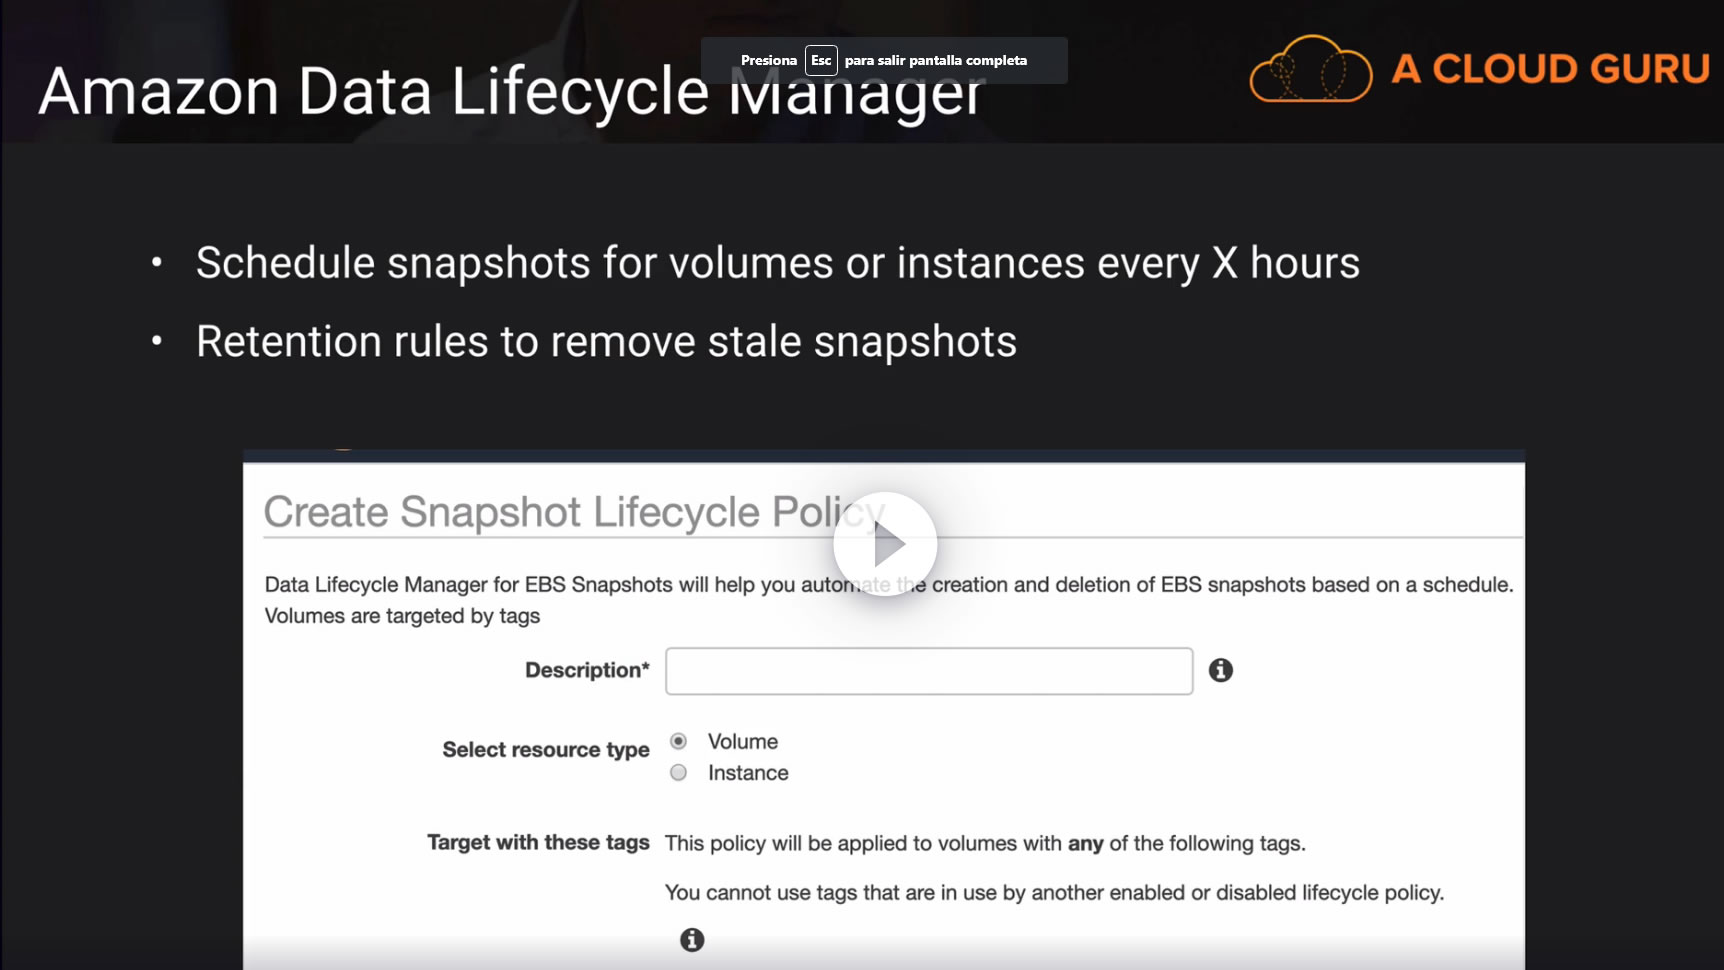 Presiona Esc para salir pantalla completa
Amazon Data Lifecycle Manager
A CLOUD GURU
• Schedule snapshots for volumes or instances every X hours
• Retention rules to remove stale snapshots
Create Snapshot Lifecycle Policy
Data Lifecycle Manager for EBS Snapshots will help you automate the creation and deletion of EBS snapshots based on a schedule.
Volumes are targeted by tags
Description*
Select resource type Volume
Instance
Target with these tags This policy will be applied to volumes with any of the following tags.
You cannot use tags that are in use by another enabled or disabled lifecycle policy.